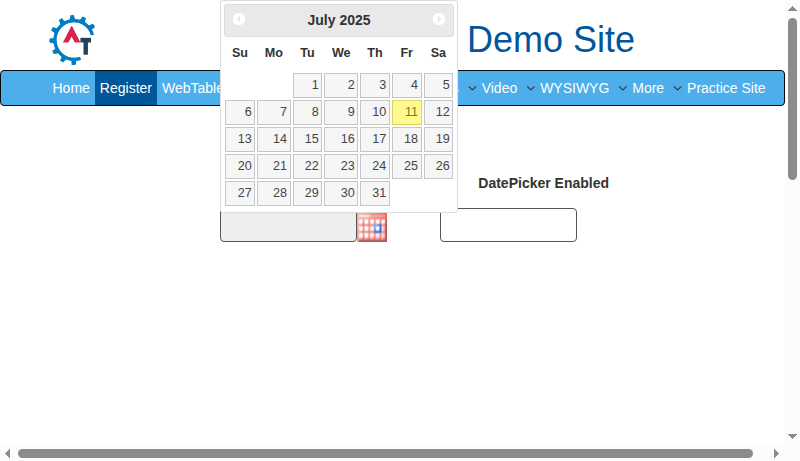 Demo Site
July 2025
Su Mo Tu We Th Fr Sa
1 2 3 4 5
6 7 8 9 10 11 12
13 14 15 16 17 18 19
20 21 22 23 24 25 26
27 28 29 30 31
Home Register WebTable Video WYSIWYG More Practice Site
DatePicker Enabled